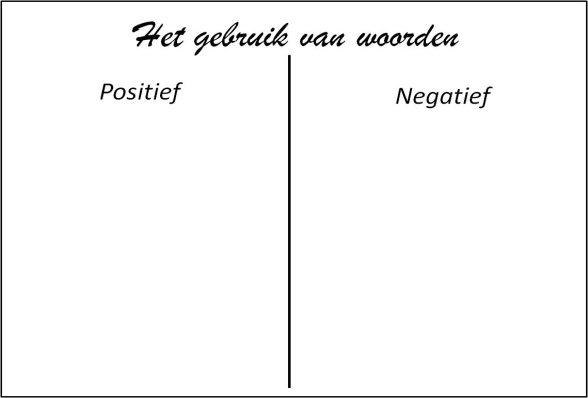 Het gebruik van woorden
Positief
Negatief